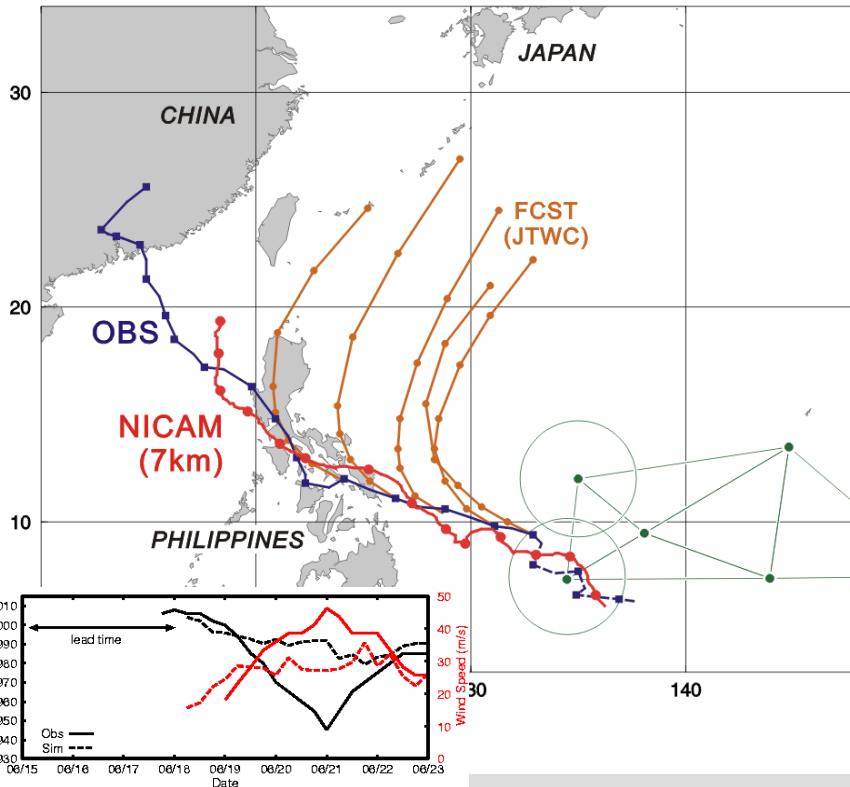 JAPAN
30
CHINA
FCST
(JTWC)
20
OBS
NICAM
(7km)
10
PHILIPPINES
140
50
40
30
20
10
0
Wind Speed (m/s)
lead time
Obs
Sim
06/15 06/16 06/17 06/18 06/19 06/20 06/21 06/22 06/23
Date